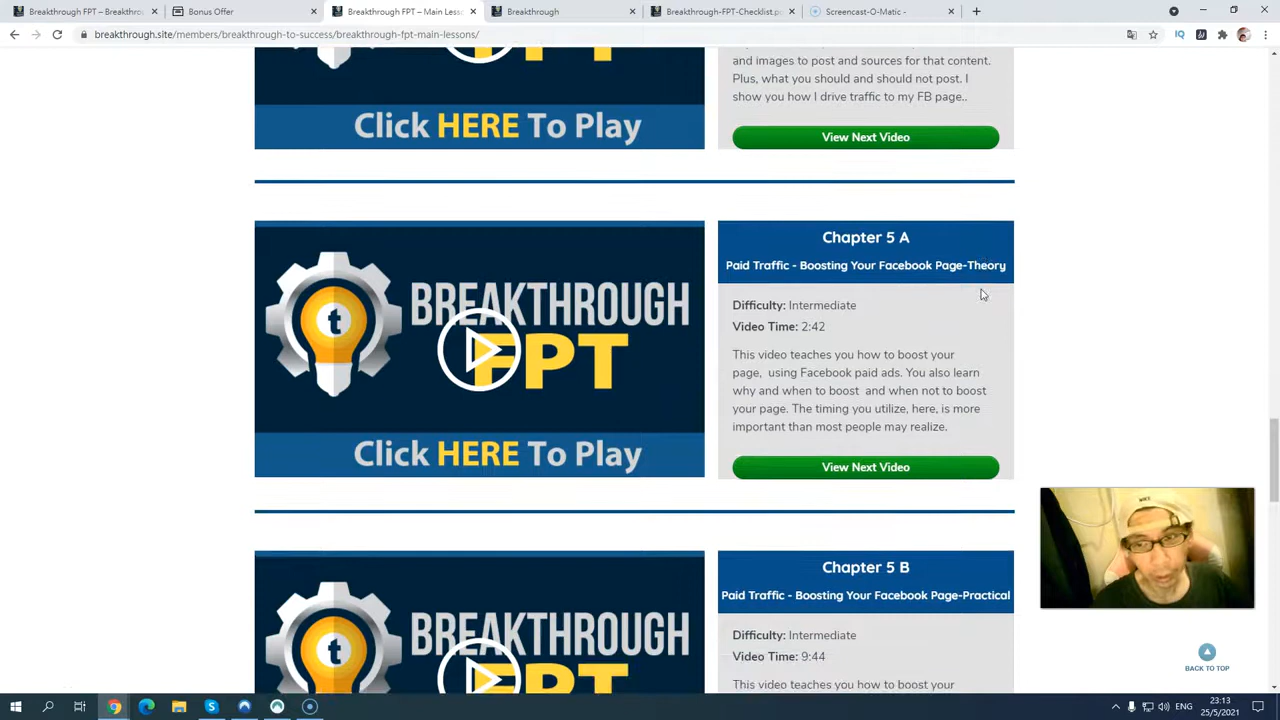 Breakthrough FPT – Breakthro
Bonus Offer
Breakthrough FPT – Main Less
Breakthrough
Breakthrough-FPT-Checklist.p
Screencast-O-Matic -
breakthrough.site/members/breakthrough-to-success/breakthrough-fpt-main-lessons/
IQ
and images to post and sources for that content.
Plus, what you should and should not post. I
show you how I drive traffic to my FB page..
Click HERE To Play
View Next Video
Chapter 5 A
Paid Traffic - Boosting Your Facebook Page-Theory
t
BREAKTHROUGH
FPT
Click HERE To Play
Difficulty: Intermediate
Video Time: 2:42
This video teaches you how to boost your
page, using Facebook paid ads. You also learn
why and when to boost and when not to boost
your page. The timing you utilize, here, is more
important than most people may realize.
View Next Video
Chapter 5 B
Paid Traffic - Boosting Your Facebook Page-Practical
t
BREAKTHROUGH
FPT
Difficulty: Intermediate
Video Time: 9:44
This video teaches you how to boost your
BACK TO TOP
ENG
23:13
25/5/2021